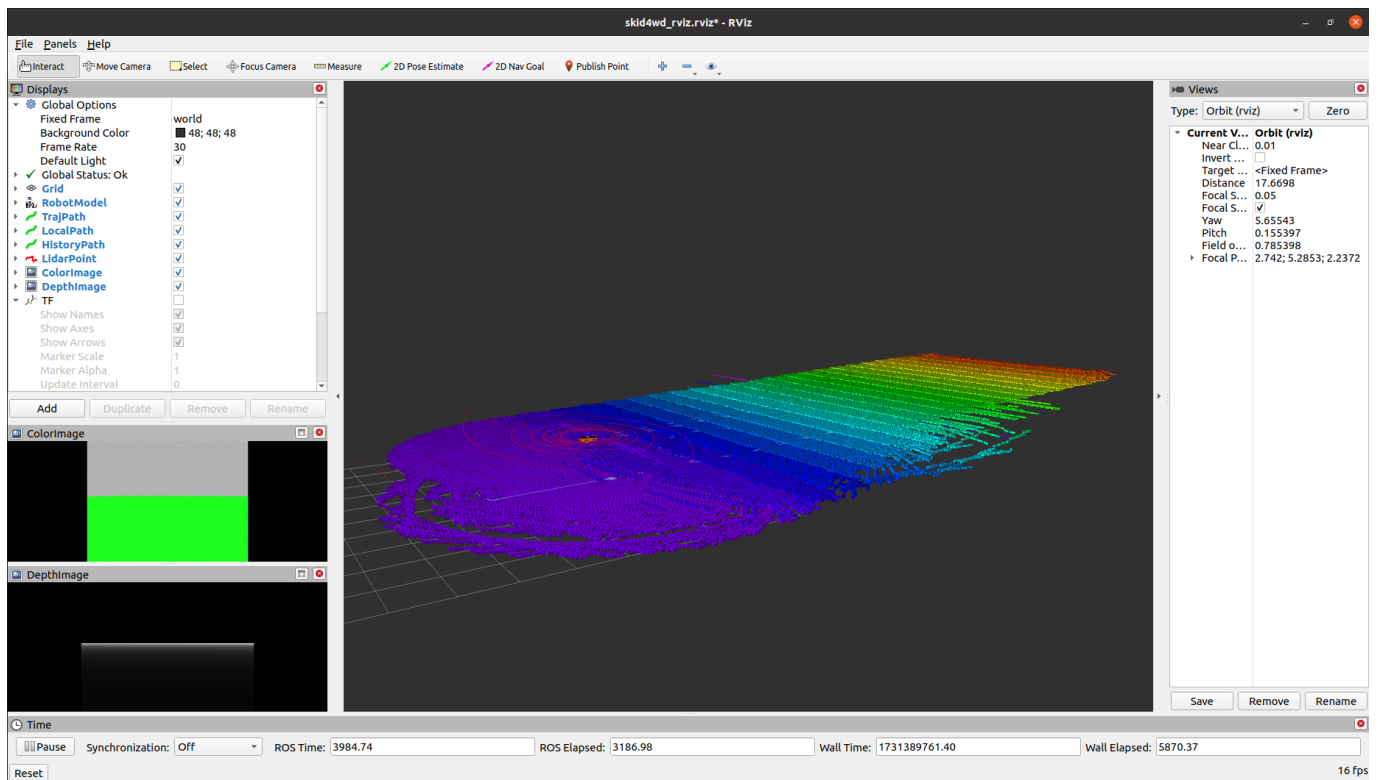 skid4wd_rviz.rviz* - RViz
File Panels Help
Interact Move Camera Select Focus Camera Measure 2D Pose Estimate 2D Nav Goal Publish Point
Displays
Global Options
Fixed Frame world
Background Color 48; 48; 48
Frame Rate 30
Default Light
Global Status: Ok
Grid
RobotModel
TrajPath
LocalPath
HistoryPath
LidarPoint
ColorImage
DepthImage
TF
Show Names
Show Axes
Show Arrows
Marker Scale 1
Marker Alpha 1
Update Interval 0
Add Duplicate Remove Rename
ColorImage
DepthImage
Views
Type: Orbit (rviz) Zero
Current V... Orbit (rviz)
Near Cl... 0.01
Invert ...
Target ... <Fixed Frame>
Distance 17.6698
Focal S... 0.05
Focal S...
Yaw 5.65543
Pitch 0.155397
Field o... 0.785398
Focal P... 2.742; 5.2853; 2.2372
Save Remove Rename
Time
Pause Synchronization: Off ROS Time: 3984.74 ROS Elapsed: 3186.98 Wall Time: 1731389761.40 Wall Elapsed: 5870.37
Reset 16 fps